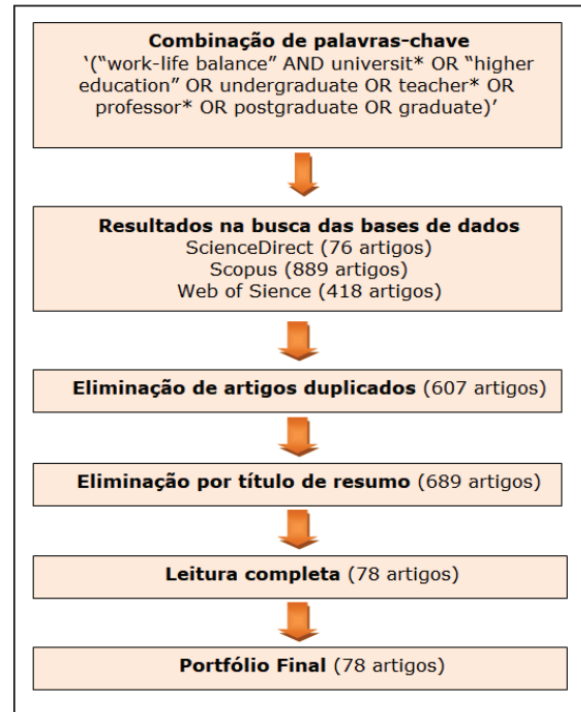 Combinação de palavras-chave
‘(“work-life balance” AND universit* OR “higher
education” OR undergraduate OR teacher* OR
professor* OR postgraduate OR graduate)’
Resultados na busca das bases de dados
ScienceDirect (76 artigos)
Scopus (889 artigos)
Web of Sience (418 artigos)
Eliminação de artigos duplicados (607 artigos)
Eliminação por título de resumo (689 artigos)
Leitura completa (78 artigos)
Portfólio Final (78 artigos)